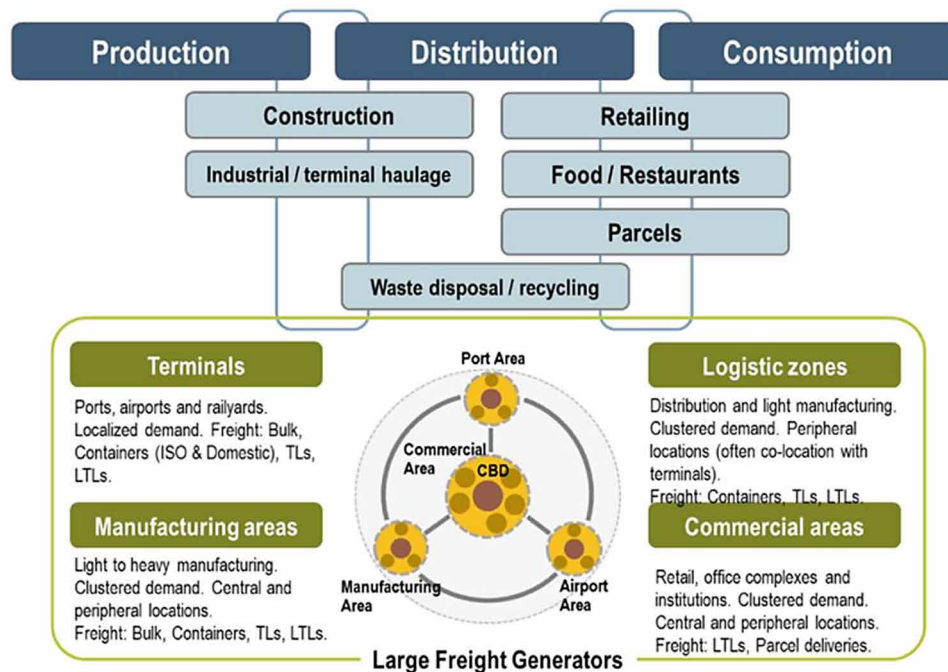 Production
Distribution
Consumption
Construction
Retailing
Industrial / terminal haulage
Food / Restaurants
Parcels
Waste disposal / recycling
Terminals
Ports, airports and railyards.
Localized demand. Freight: Bulk,
Containers (ISO & Domestic), TLs,
LTLs.
Manufacturing areas
Light to heavy manufacturing.
Clustered demand. Central and
peripheral locations.
Freight: Bulk, Containers, TLs, LTLs.
Port Area
Commercial
Area
CBD
Manufacturing
Area
Airport
Area
Logistic zones
Distribution and light manufacturing.
Clustered demand. Peripheral
locations (often co-location with
terminals).
Freight: Containers, TLs, LTLs.
Commercial areas
Retail, office complexes and
institutions. Clustered demand.
Central and peripheral locations.
Freight: LTLs, Parcel deliveries.
Large Freight Generators